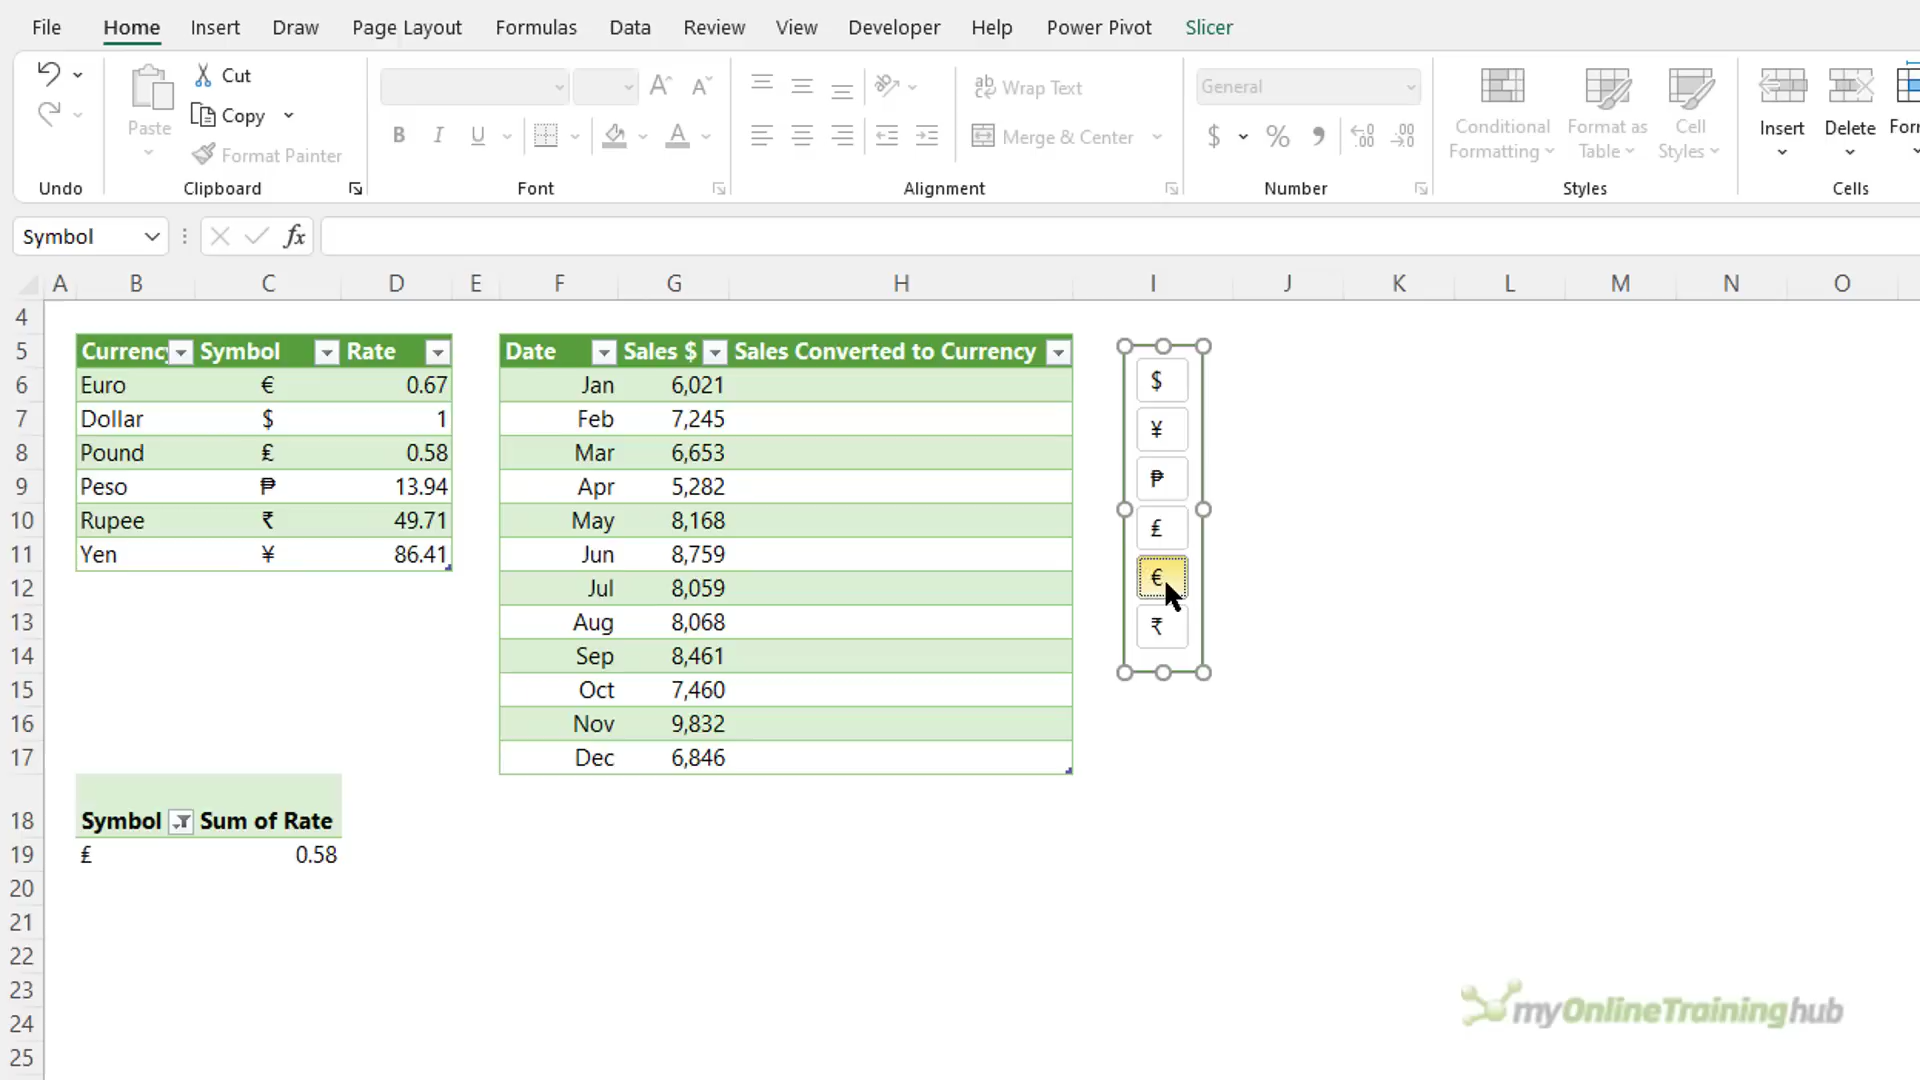 File Home Insert Draw Page Layout Formulas Data Review View Developer Help Power Pivot Slicer
Cut
Copy
Format Painter
Paste
B I U
ab Wrap Text
Merge & Center
General
$ % 9
Conditional Formatting
Format as Table
Cell Styles
Insert
Delete
Undo Clipboard Font Alignment Number Styles Cells
Symbol fx
A B C D E F G H I J K L M N O
4
5 Currency Symbol Rate Date Sales $ Sales Converted to Currency
6 Euro € 0.67 Jan 6,021 $
7 Dollar $ 1 Feb 7,245 ¥
8 Pound £ 0.58 Mar 6,653
9 Peso ₱ 13.94 Apr 5,282 ₱
10 Rupee ₹ 49.71 May 8,168 £
11 Yen ¥ 86.41 Jun 8,759
12 Jul 8,059 €
13 Aug 8,068 ₹
14 Sep 8,461
15 Oct 7,460
16 Nov 9,832
17 Dec 6,846
18 Symbol Sum of Rate
19 £ 0.58
20
21
22
23
24
25
myOnlineTraininghub